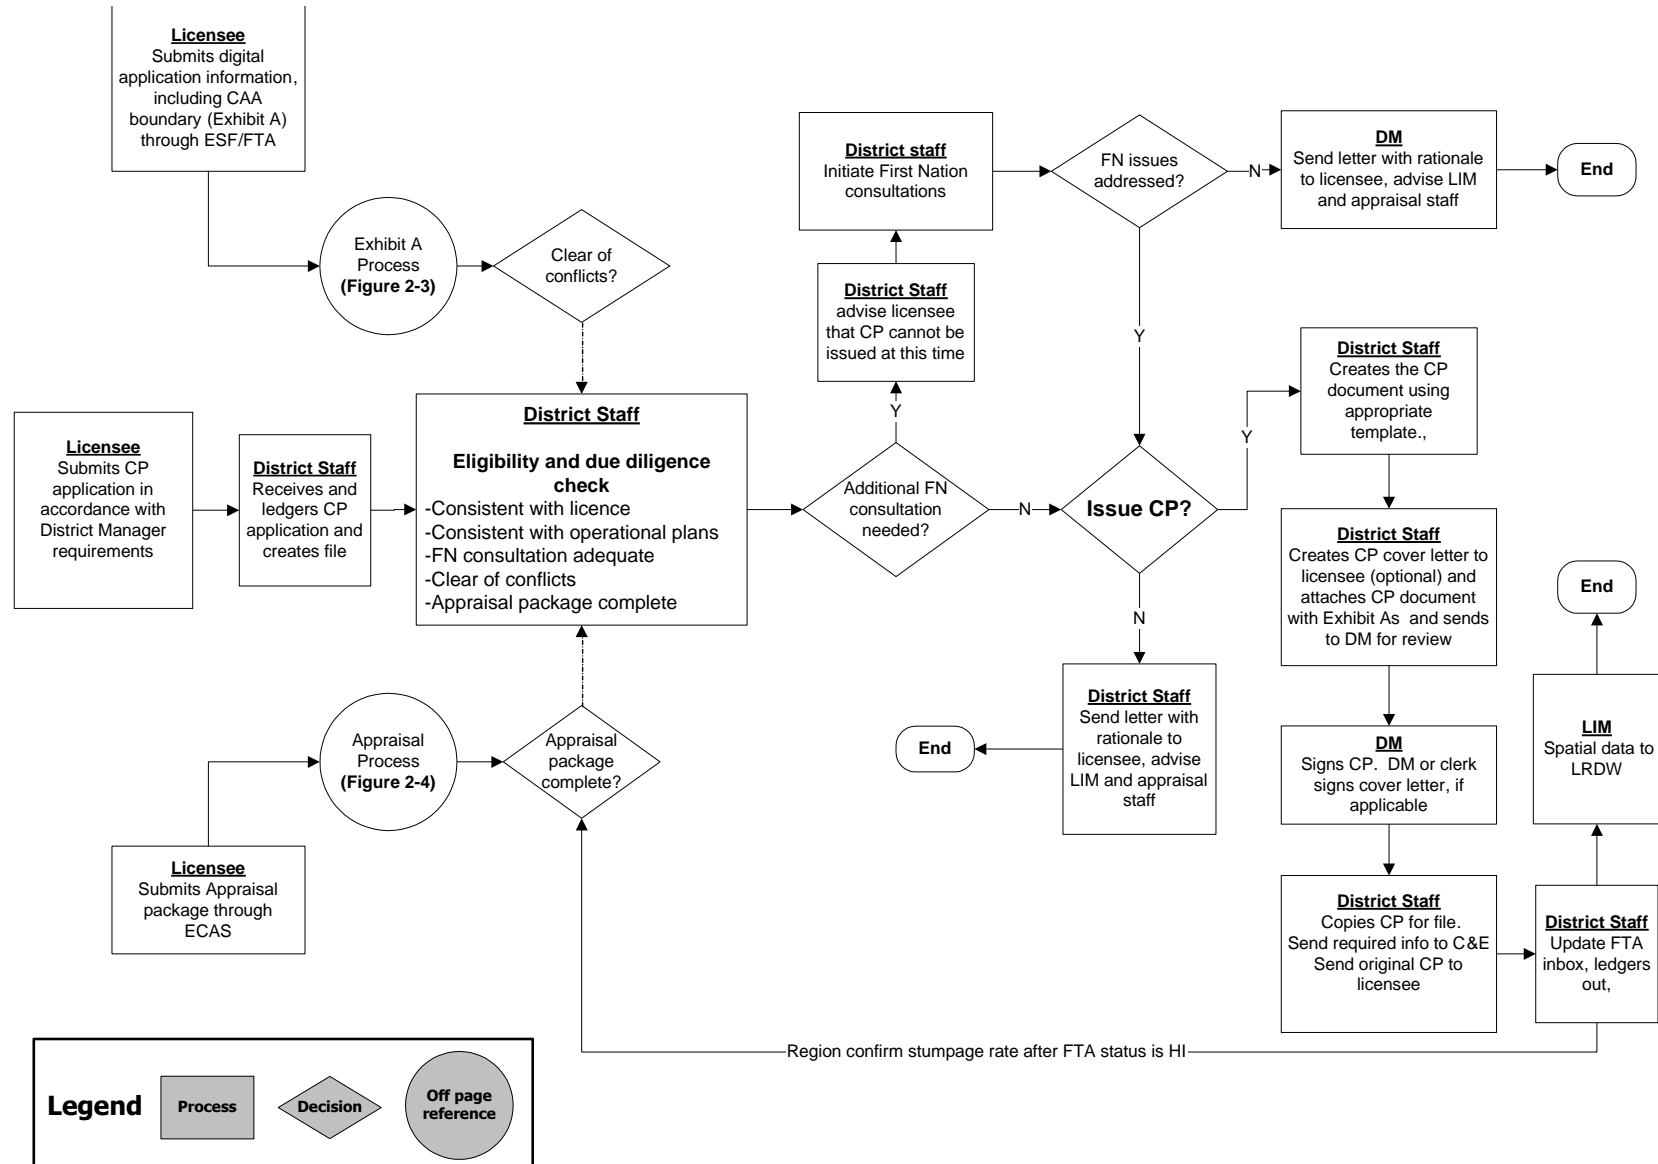 Licensee
Submits digital
application information,
including CAA
boundary (Exhibit A)
through ESF/FTA
Exhibit A
Process
(Figure 2-3)
Clear of
conflicts?
Licensee
Submits CP
application in
accordance with
District Manager
requirements
District Staff
Receives and
ledgers CP
application and
creates file
District Staff
Eligibility and due diligence
check
-Consistent with licence
-Consistent with operational plans
-FN consultation adequate
-Clear of conflicts
-Appraisal package complete
Appraisal
Process
(Figure 2-4)
Appraisal
package
complete?
Licensee
Submits Appraisal
package through
ECAS
Additional FN
consultation
needed?
Y
N
District Staff
advise licensee
that CP cannot be
issued at this time
District staff
Initiate First Nation
consultations
FN issues
addressed?
N
Y
DM
Send letter with rationale
to licensee, advise LIM
and appraisal staff
End
Issue CP?
Y
N
District Staff
Send letter with
rationale to
licensee, advise
LIM and appraisal
staff
End
District Staff
Creates the CP
document using
appropriate
template.,
District Staff
Creates CP cover letter to
licensee (optional) and
attaches CP document
with Exhibit As and sends
to DM for review
DM
Signs CP. DM or clerk
signs cover letter, if
applicable
District Staff
Copies CP for file.
Send required info to C&E
Send original CP to
licensee
District Staff
Update FTA
inbox, ledgers
out,
LIM
Spatial data to
LRDW
End
Region confirm stumpage rate after FTA status is HI
Legend
Process
Decision
Off page
reference